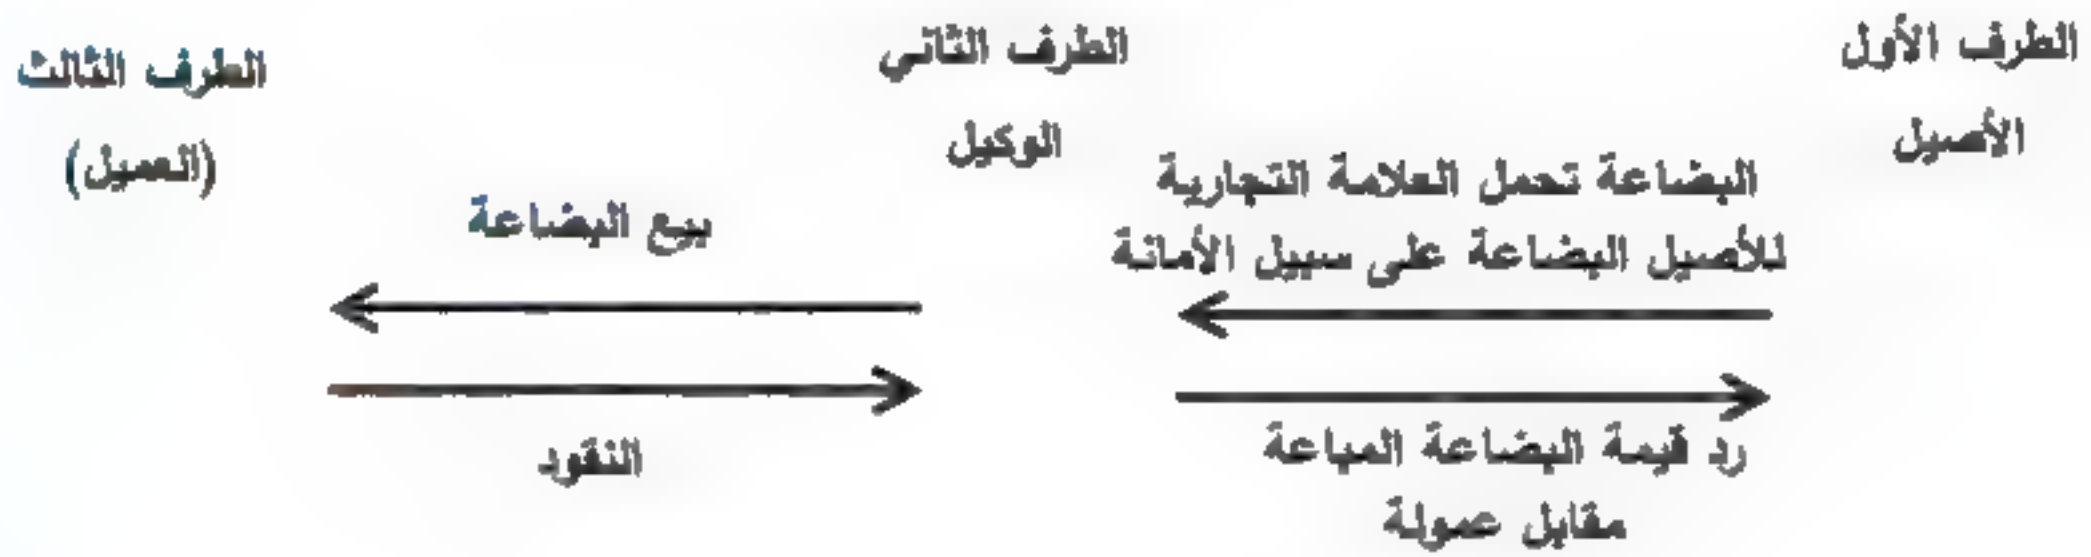 الطرف الأول
الأصيل
الطرف الثاني
الوكيل
الطرف الثالث
(العميل)
البضاعة تحمل العلامة التجارية
للأصيل البضاعة على سبيل الأمانة
رد قيمة البضاعة المباعة
مقابل عمولة
بيع البضاعة
النقود